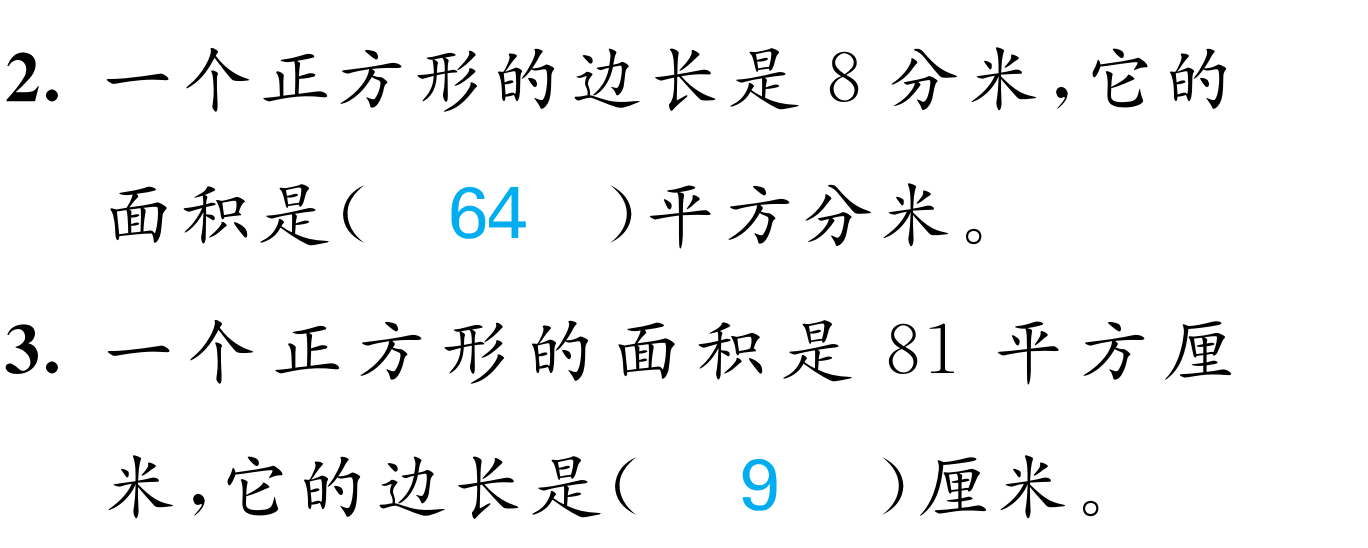 2. 一个正方形的边长是 8 分米,它的
面积是( 64 )平方分米。
3. 一个正方形的面积是 81 平方厘
米,它的边长是( 9 )厘米。